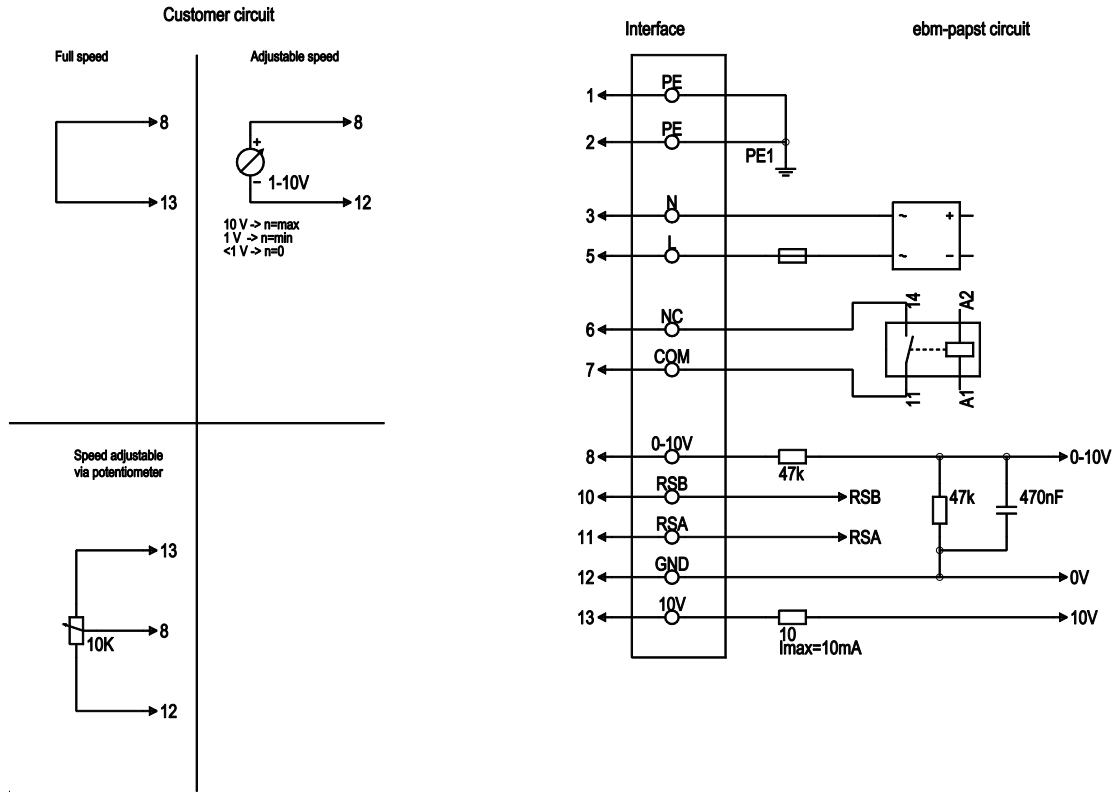 Customer circuit
Full speed
8
13
Adjustable speed
8
+
−
1-10V
12
10 V -> n=max
1 V -> n=min
<1 V -> n=0
Speed adjustable
via potentiometer
13
8
10K
12
Interface
ebm-papst circuit
1
PE
2
PE
PE1
3
N
~
+
5
L
~
−
14
A2
6
NC
7
COM
11
A1
8
0-10V
47k
0-10V
10
RSB
RSB
47k
470nF
11
RSA
RSA
12
GND
0V
13
10V
10
Imax=10mA
10V